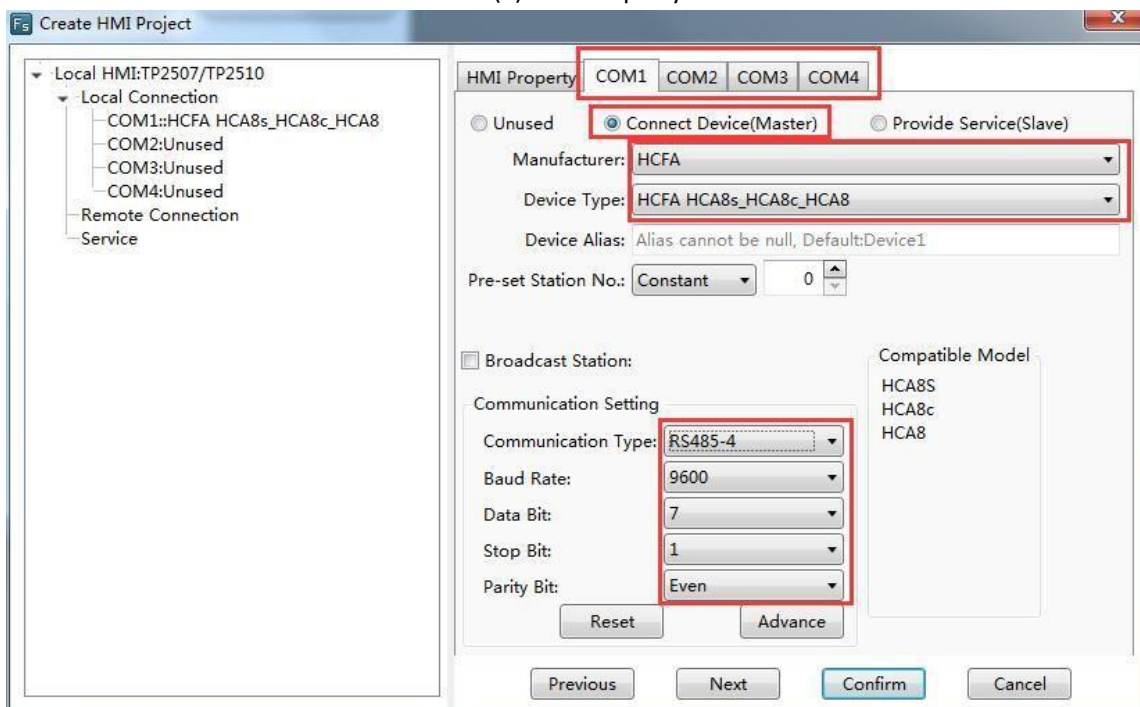 Create HMI Project
Local HMI:TP2507/TP2510
Local Connection
COM1::HCFA HCA8s_HCA8c_HCA8
COM2:Unused
COM3:Unused
COM4:Unused
Remote Connection
Service
HMI Property COM1 COM2 COM3 COM4
Unused Connect Device(Master) Provide Service(Slave)
Manufacturer: HCFA
Device Type: HCFA HCA8s_HCA8c_HCA8
Device Alias: Alias cannot be null, Default:Device1
Pre-set Station No.: Constant 0
Broadcast Station:
Compatible Model
HCA8S
HCA8c
HCA8
Communication Setting
Communication Type: RS485-4
Baud Rate: 9600
Data Bit: 7
Stop Bit: 1
Parity Bit: Even
Reset Advance
Previous Next Confirm Cancel